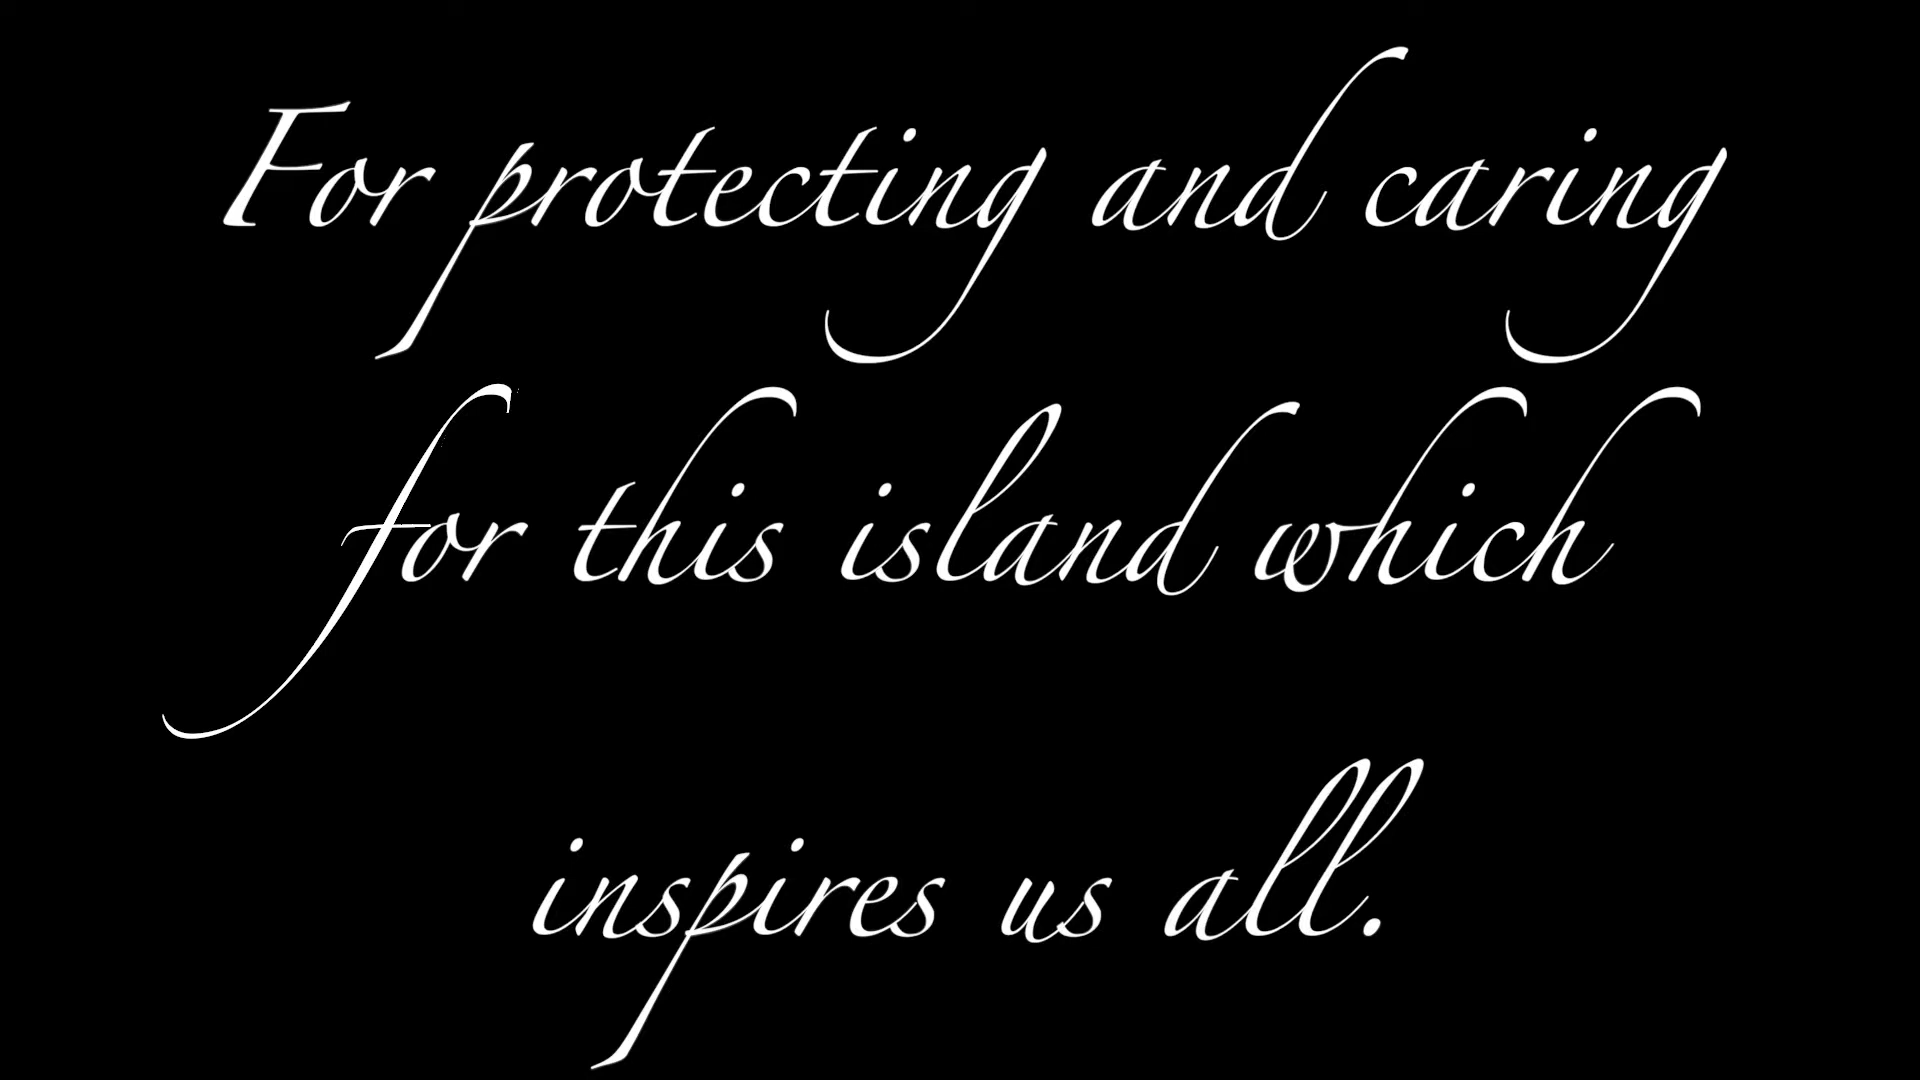 For protecting and caring
for this island which
inspires us all.